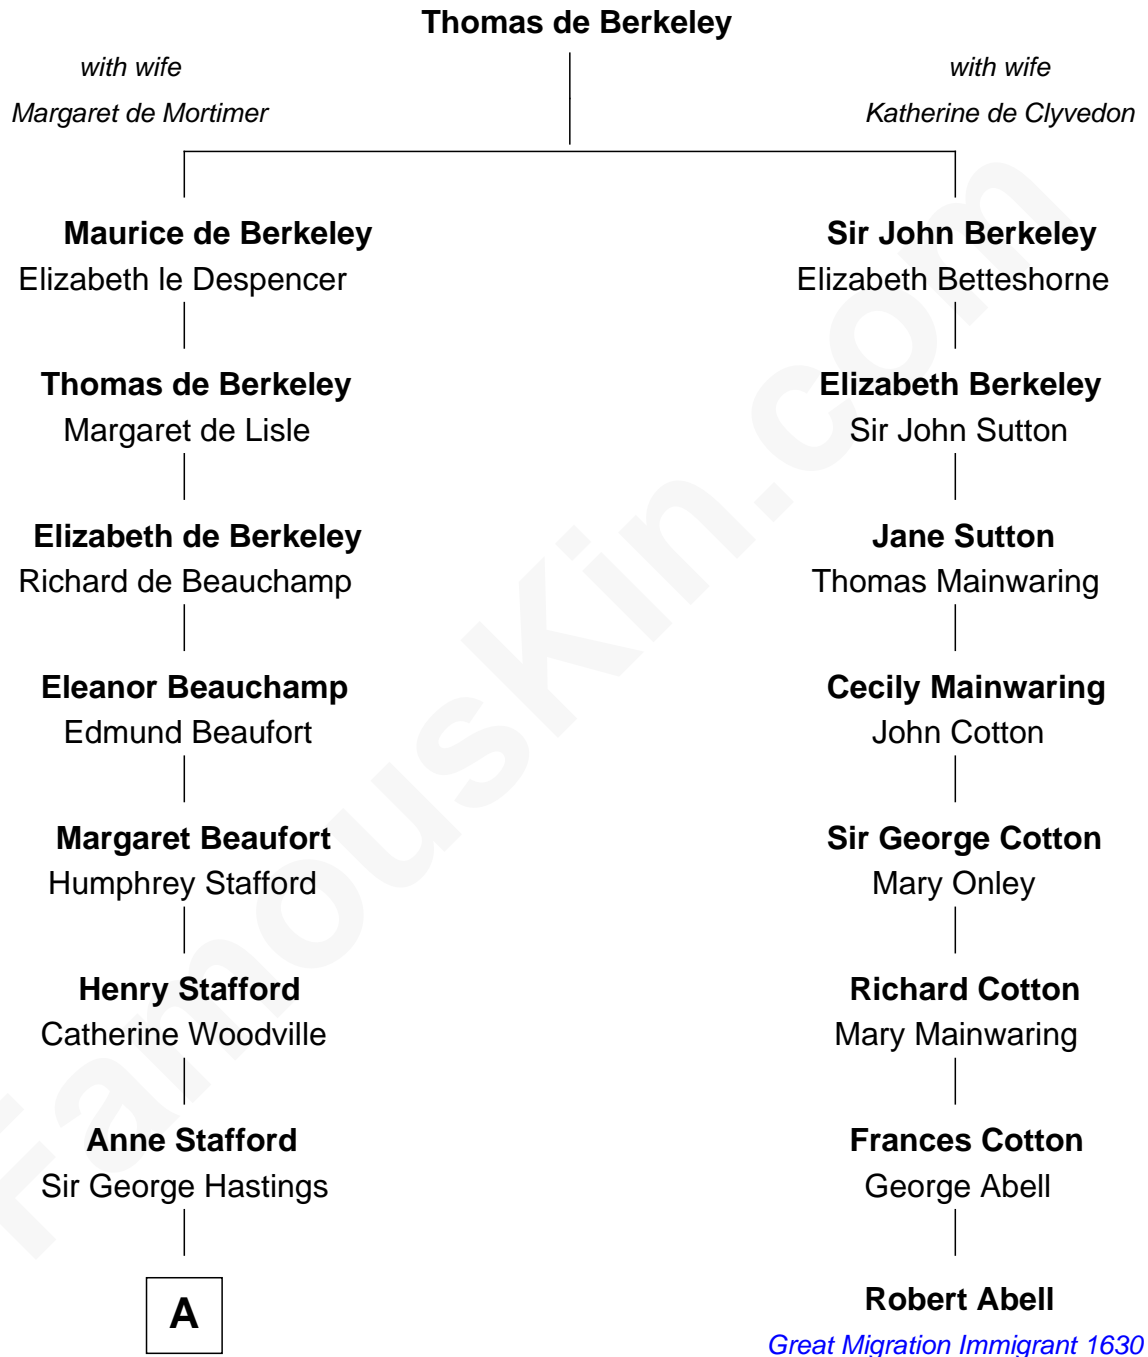 Thomas de Berkeley
with wife
Margaret de Mortimer
with wife
Katherine de Clyvedon
Maurice de Berkeley
Elizabeth le Despencer
Sir John Berkeley
Elizabeth Betteshorne
Thomas de Berkeley
Margaret de Lisle
Elizabeth Berkeley
Sir John Sutton
Elizabeth de Berkeley
Richard de Beauchamp
Jane Sutton
Thomas Mainwaring
Eleanor Beauchamp
Edmund Beaufort
Cecily Mainwaring
John Cotton
Margaret Beaufort
Humphrey Stafford
Sir George Cotton
Mary Onley
Henry Stafford
Catherine Woodville
Richard Cotton
Mary Mainwaring
Anne Stafford
Sir George Hastings
Frances Cotton
George Abell
A
Robert Abell
Great Migration Immigrant 1630
FamousKin.com